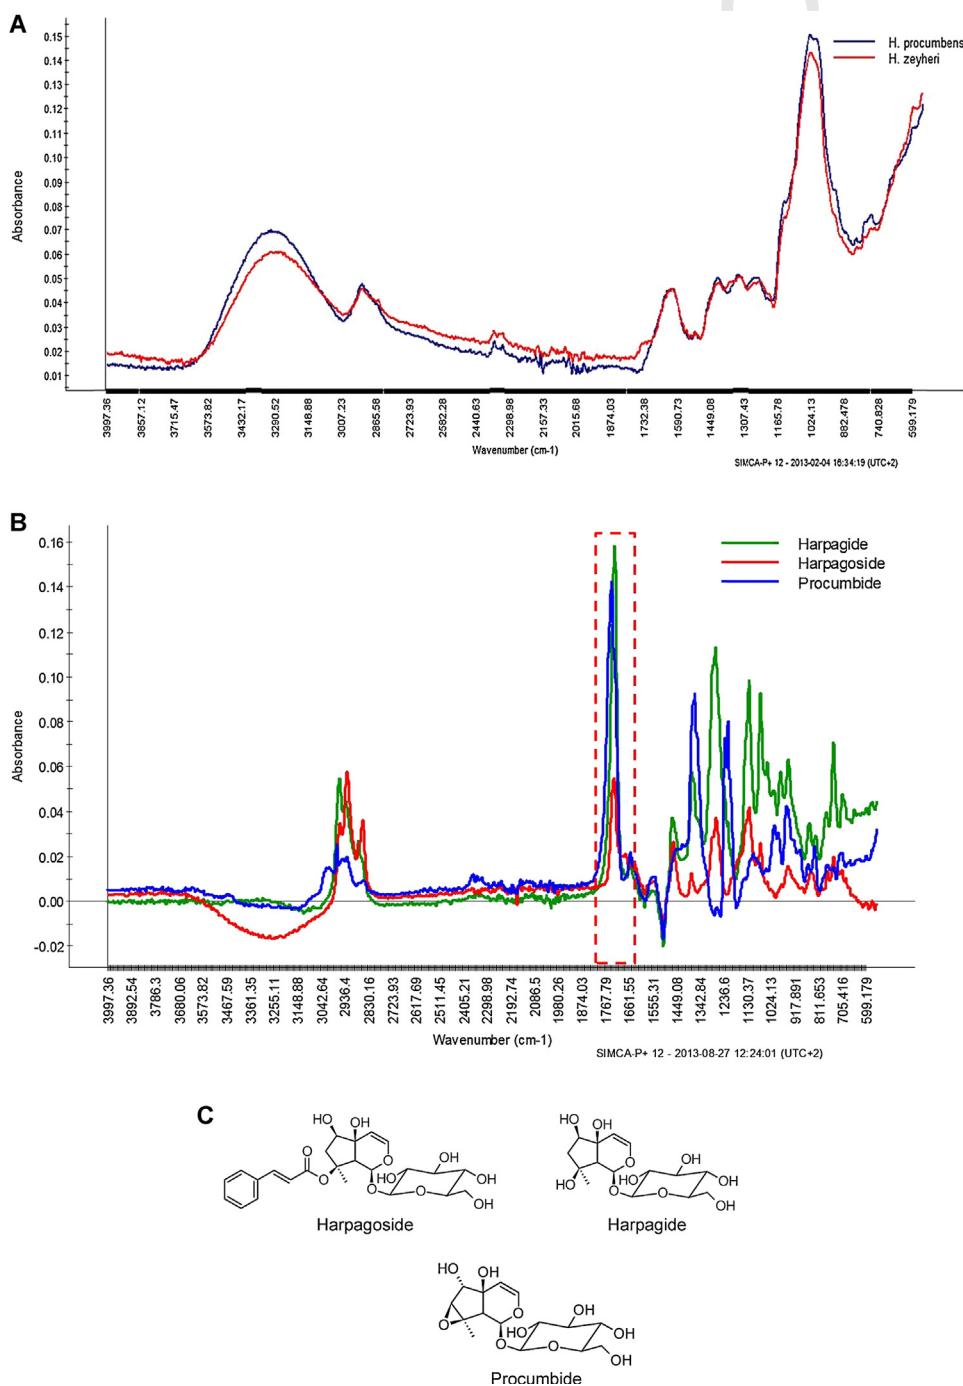 A
H. procumbens
H. zeyheri
0.15
0.14
0.13
0.12
0.11
0.10
0.09
0.08
0.07
0.06
0.05
0.04
0.03
0.02
0.01
Absorbance
3997.36 3857.12 3715.47 3573.82 3432.17 3290.52 3148.88 3007.23 2865.58 2723.93 2582.28 2440.63 2298.98 2157.33 2015.68 1874.03 1732.38 1590.73 1449.08 1307.43 1165.78 1024.13 882.478 740.828 599.179
Wavenumber (cm-1)
SIMCA-P+ 12 - 2013-02-04 16:34:19 (UTC+2)
B
Harpagide
Harpagoside
Procumbide
0.16
0.14
0.12
0.10
0.08
0.06
0.04
0.02
0.00
-0.02
Absorbance
3997.36 3892.54 3786.3 3680.06 3573.82 3467.59 3361.35 3255.11 3148.88 3042.64 2936.4 2830.16 2723.93 2617.69 2511.45 2405.21 2298.98 2192.74 2086.5 1980.26 1874.03 1767.79 1661.55 1555.31 1449.08 1342.84 1236.6 1130.37 1024.13 917.891 811.653 705.416 599.179
Wavenumber (cm-1)
SIMCA-P+ 12 - 2013-08-27 12:24:01 (UTC+2)
C
HO OH
O O O OH
HO OH
O O OH
Harpagoside
HO OH
O OH
HO HO OH
O O OH
Harpagide
HO OH
O OH
O HO OH
O O OH
Procumbide